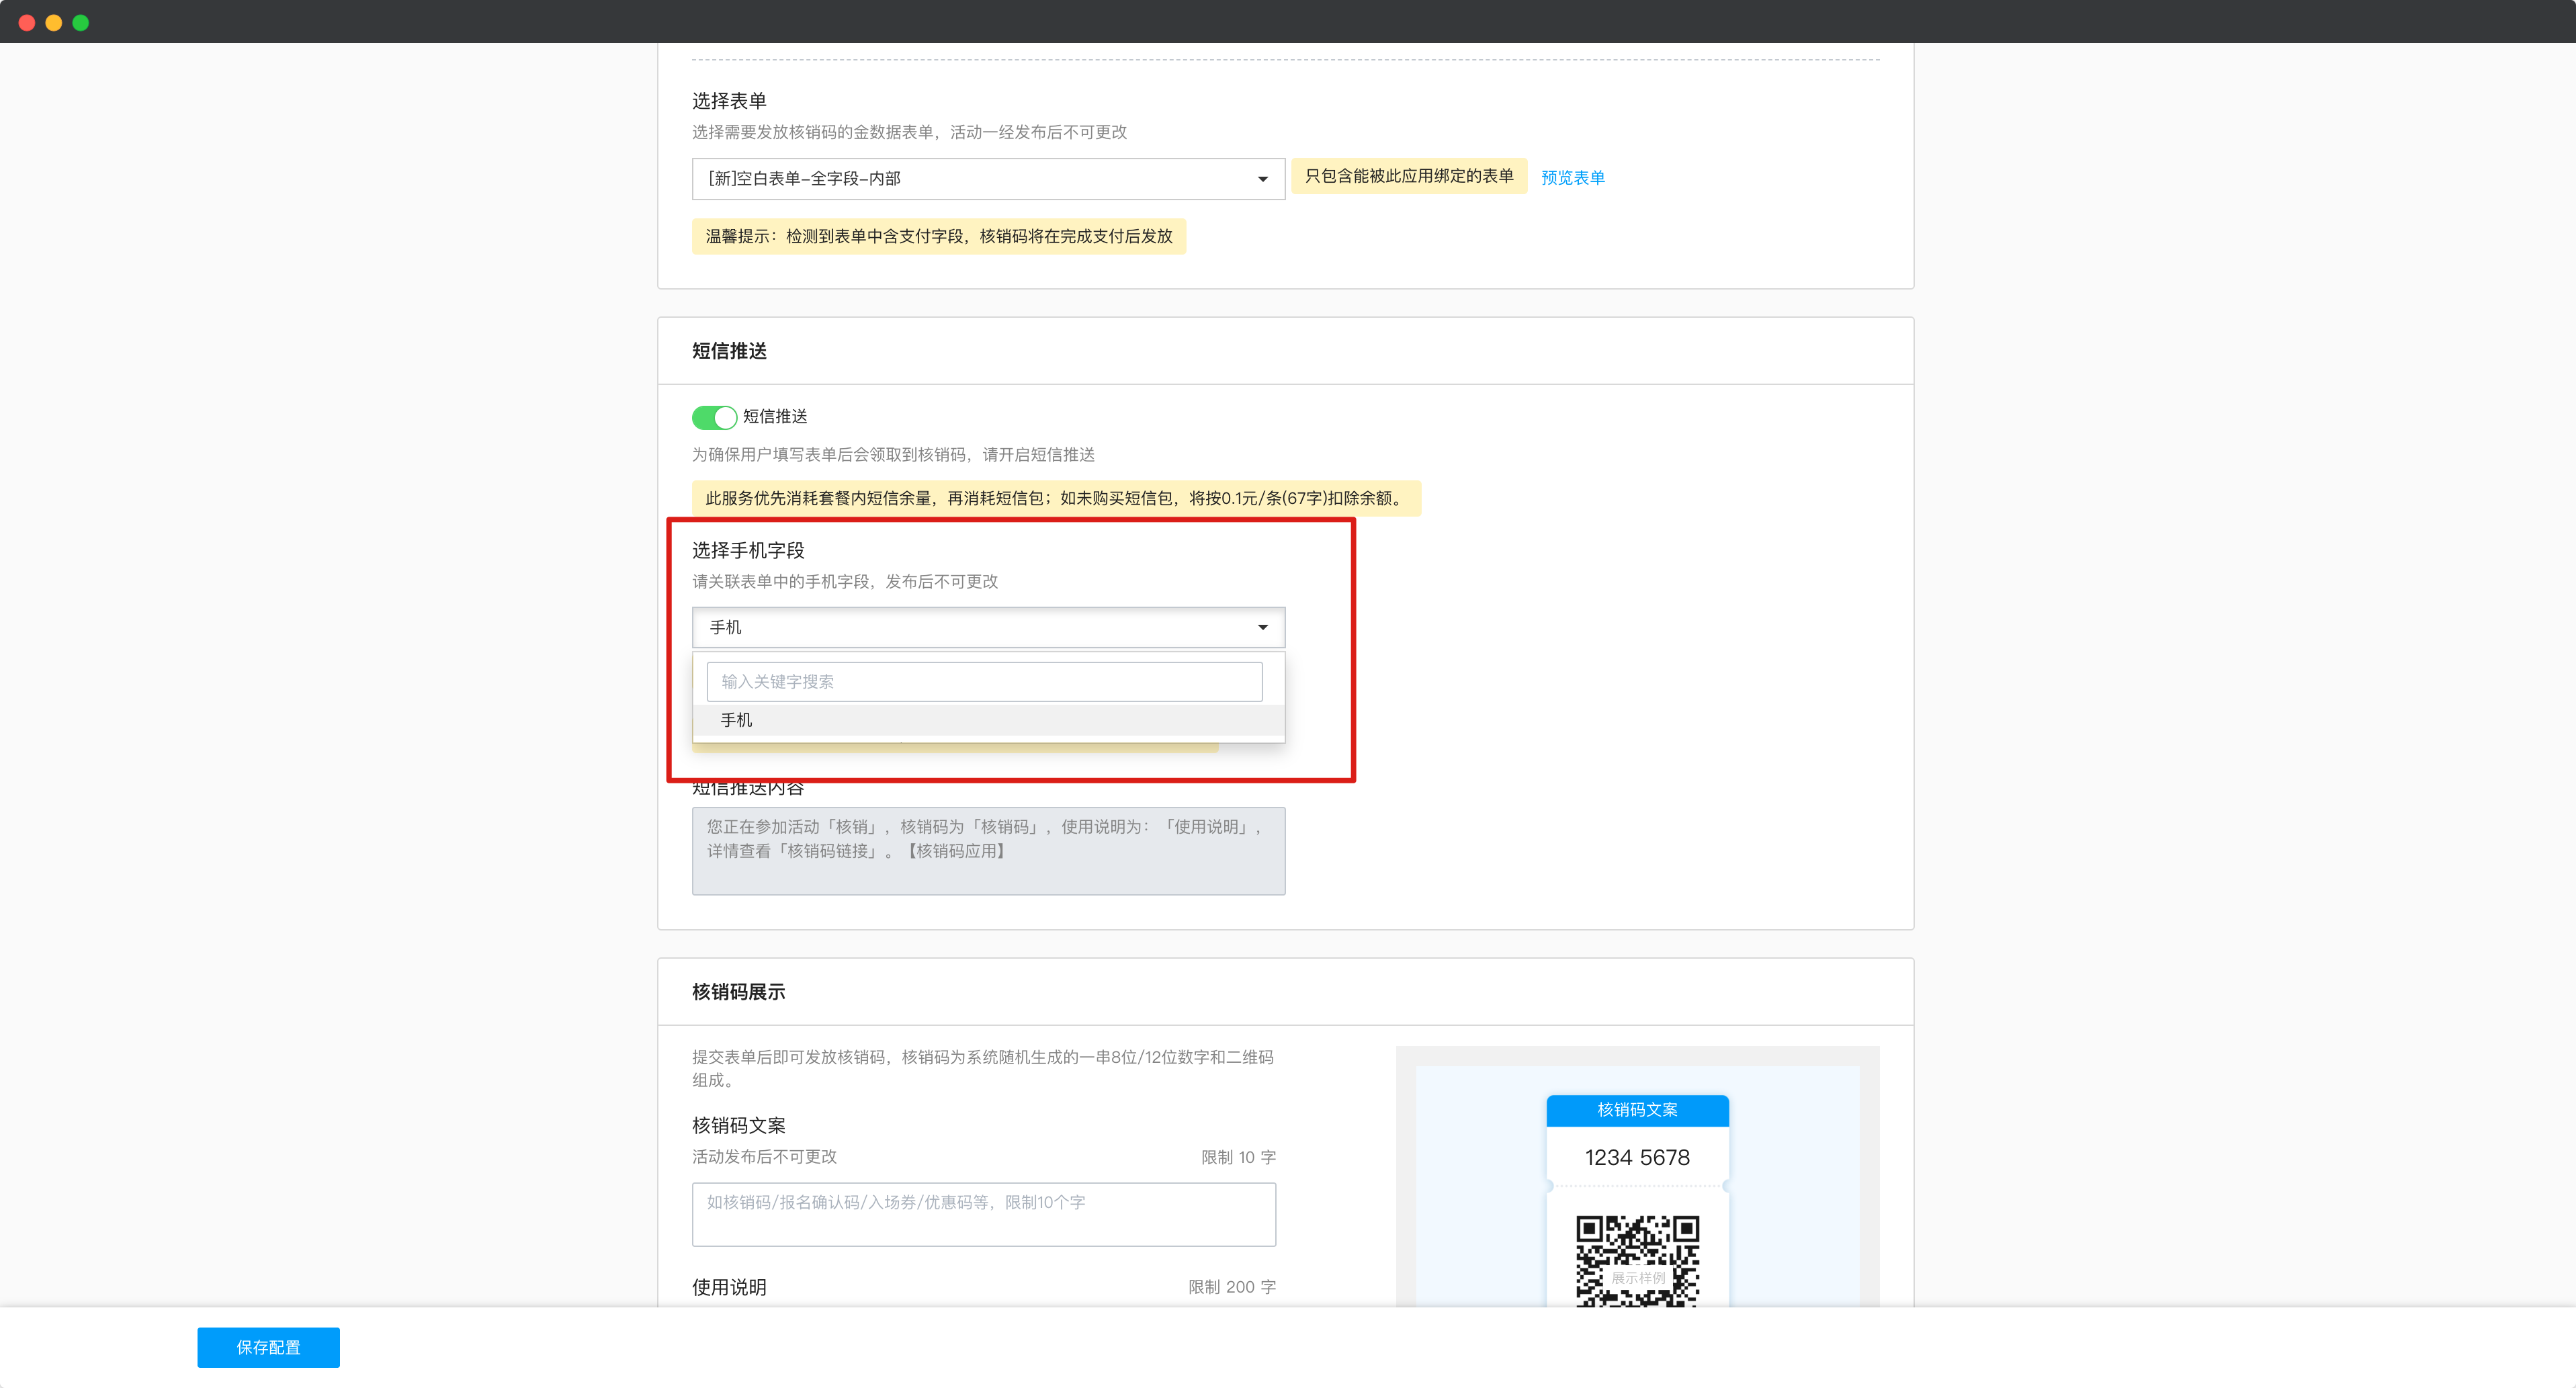 选择表单
选择需要发放核销码的金数据表单，活动一经发布后不可更改
[新]空白表单-全字段-内部
只包含能被此应用绑定的表单
预览表单
温馨提示：检测到表单中含支付字段，核销码将在完成支付后发放
短信推送
短信推送
为确保用户填写表单后会领取到核销码，请开启短信推送
此服务优先消耗套餐内短信余量，再消耗短信包；如未购买短信包，将按0.1元/条(67字)扣除余额。
选择手机字段
请关联表单中的手机字段，发布后不可更改
手机
输入关键字搜索
手机
短信推送内容
您正在参加活动「核销」，核销码为「核销码」，使用说明为：「使用说明」，
详情查看「核销码链接」。【核销码应用】
核销码展示
提交表单后即可发放核销码，核销码为系统随机生成的一串8位/12位数字和二维码
组成。
核销码文案
活动发布后不可更改
限制 10 字
如核销码/报名确认码/入场券/优惠码等，限制10个字
使用说明
限制 200 字
核销码文案
1234 5678
展示样例
保存配置